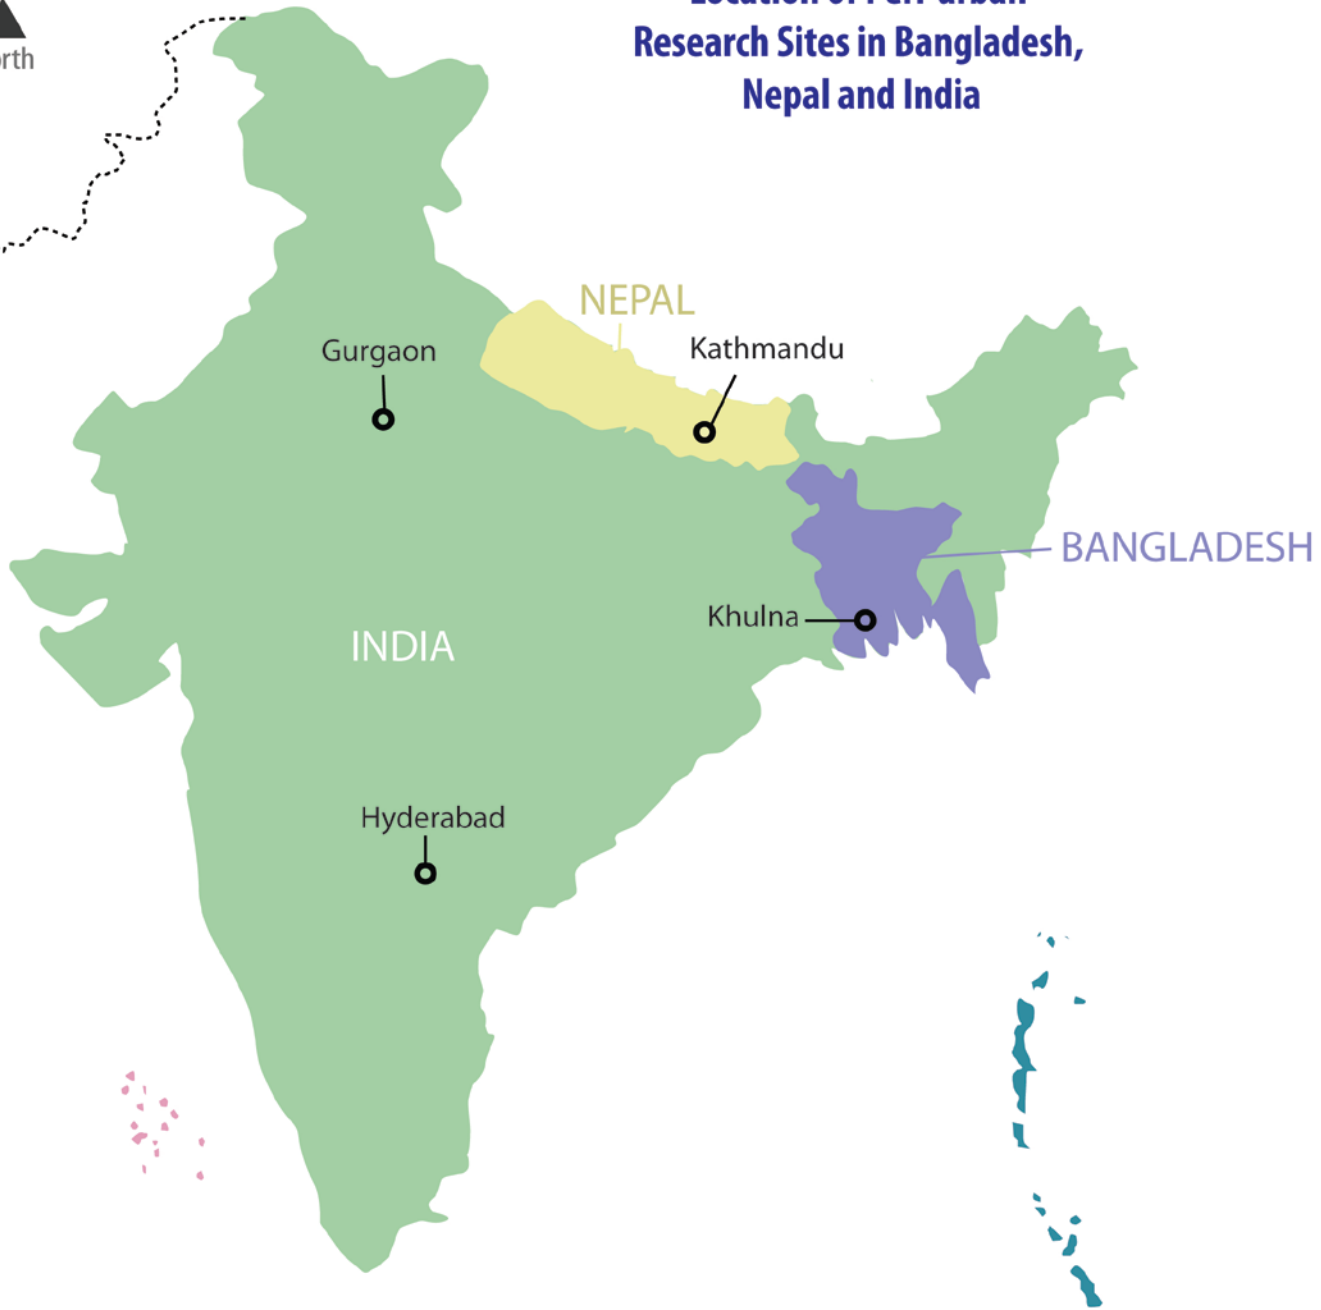 Research Sites in Bangladesh,
Nepal and India
NEPAL
Gurgaon
Kathmandu
BANGLADESH
Khulna
INDIA
Hyderabad